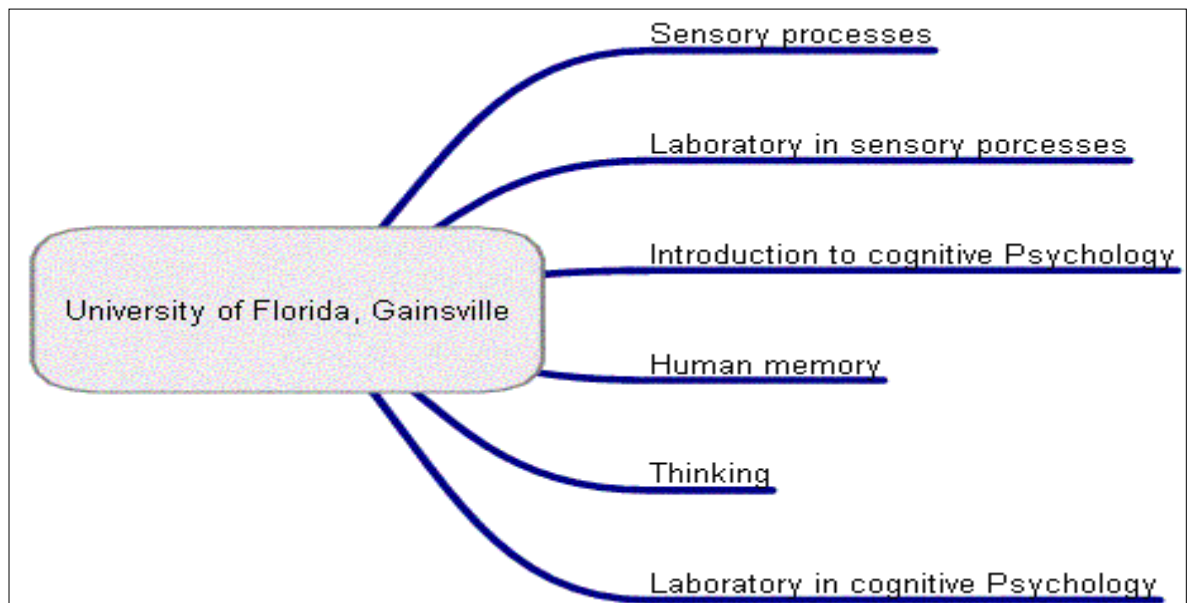 Sensory processes
Laboratory in sensory porcesses
Introduction to cognitive Psychology
University of Florida, Gainsville
Human memory
Thinking
Laboratory in cognitive Psychology